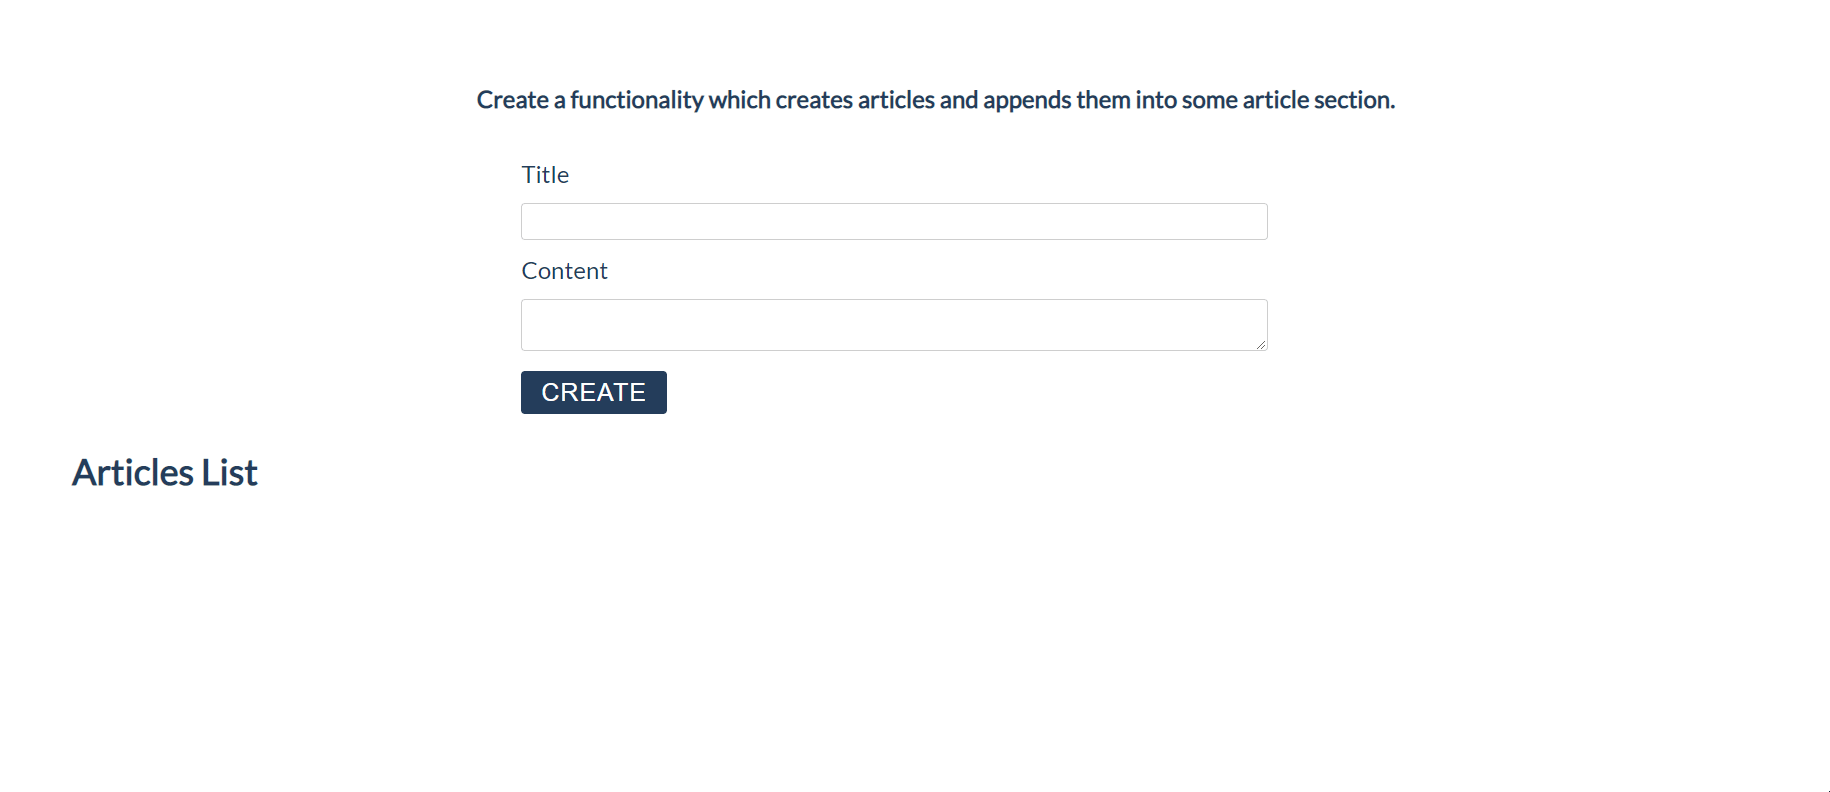 Create a functionality which creates articles and appends them into some article section.
Title
Content
CREATE
Articles List